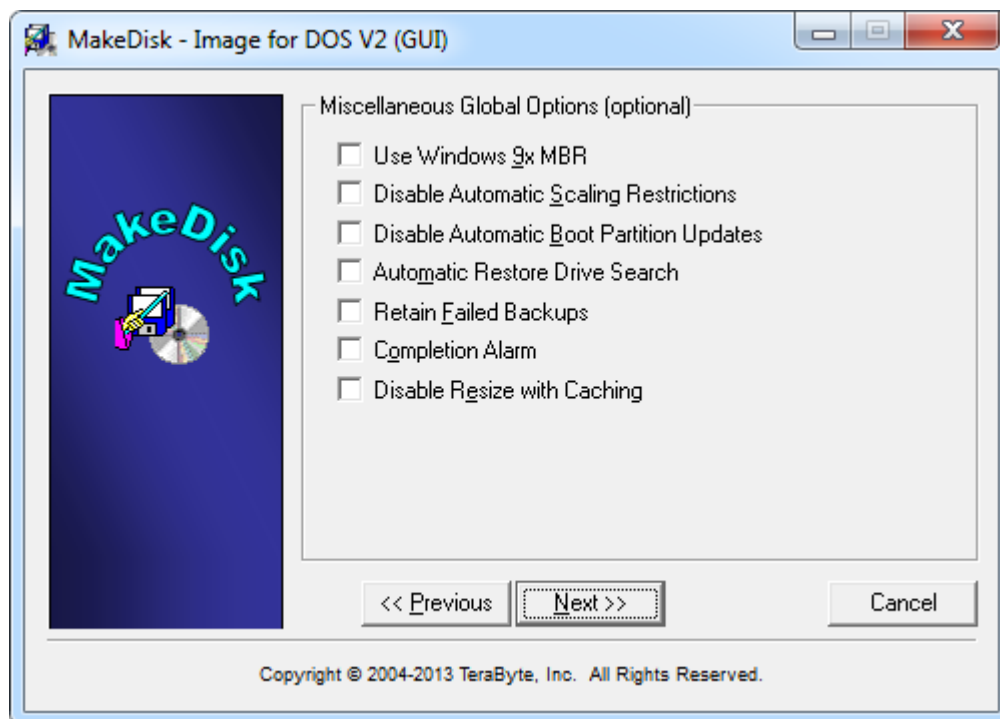 MakeDisk - Image for DOS V2 (GUI)
MakeDisk
Miscellaneous Global Options (optional)
Use Windows 9x MBR
Disable Automatic Scaling Restrictions
Disable Automatic Boot Partition Updates
Automatic Restore Drive Search
Retain Failed Backups
Completion Alarm
Disable Resize with Caching
<< Previous
Next >>
Cancel
Copyright © 2004-2013 TeraByte, Inc. All Rights Reserved.